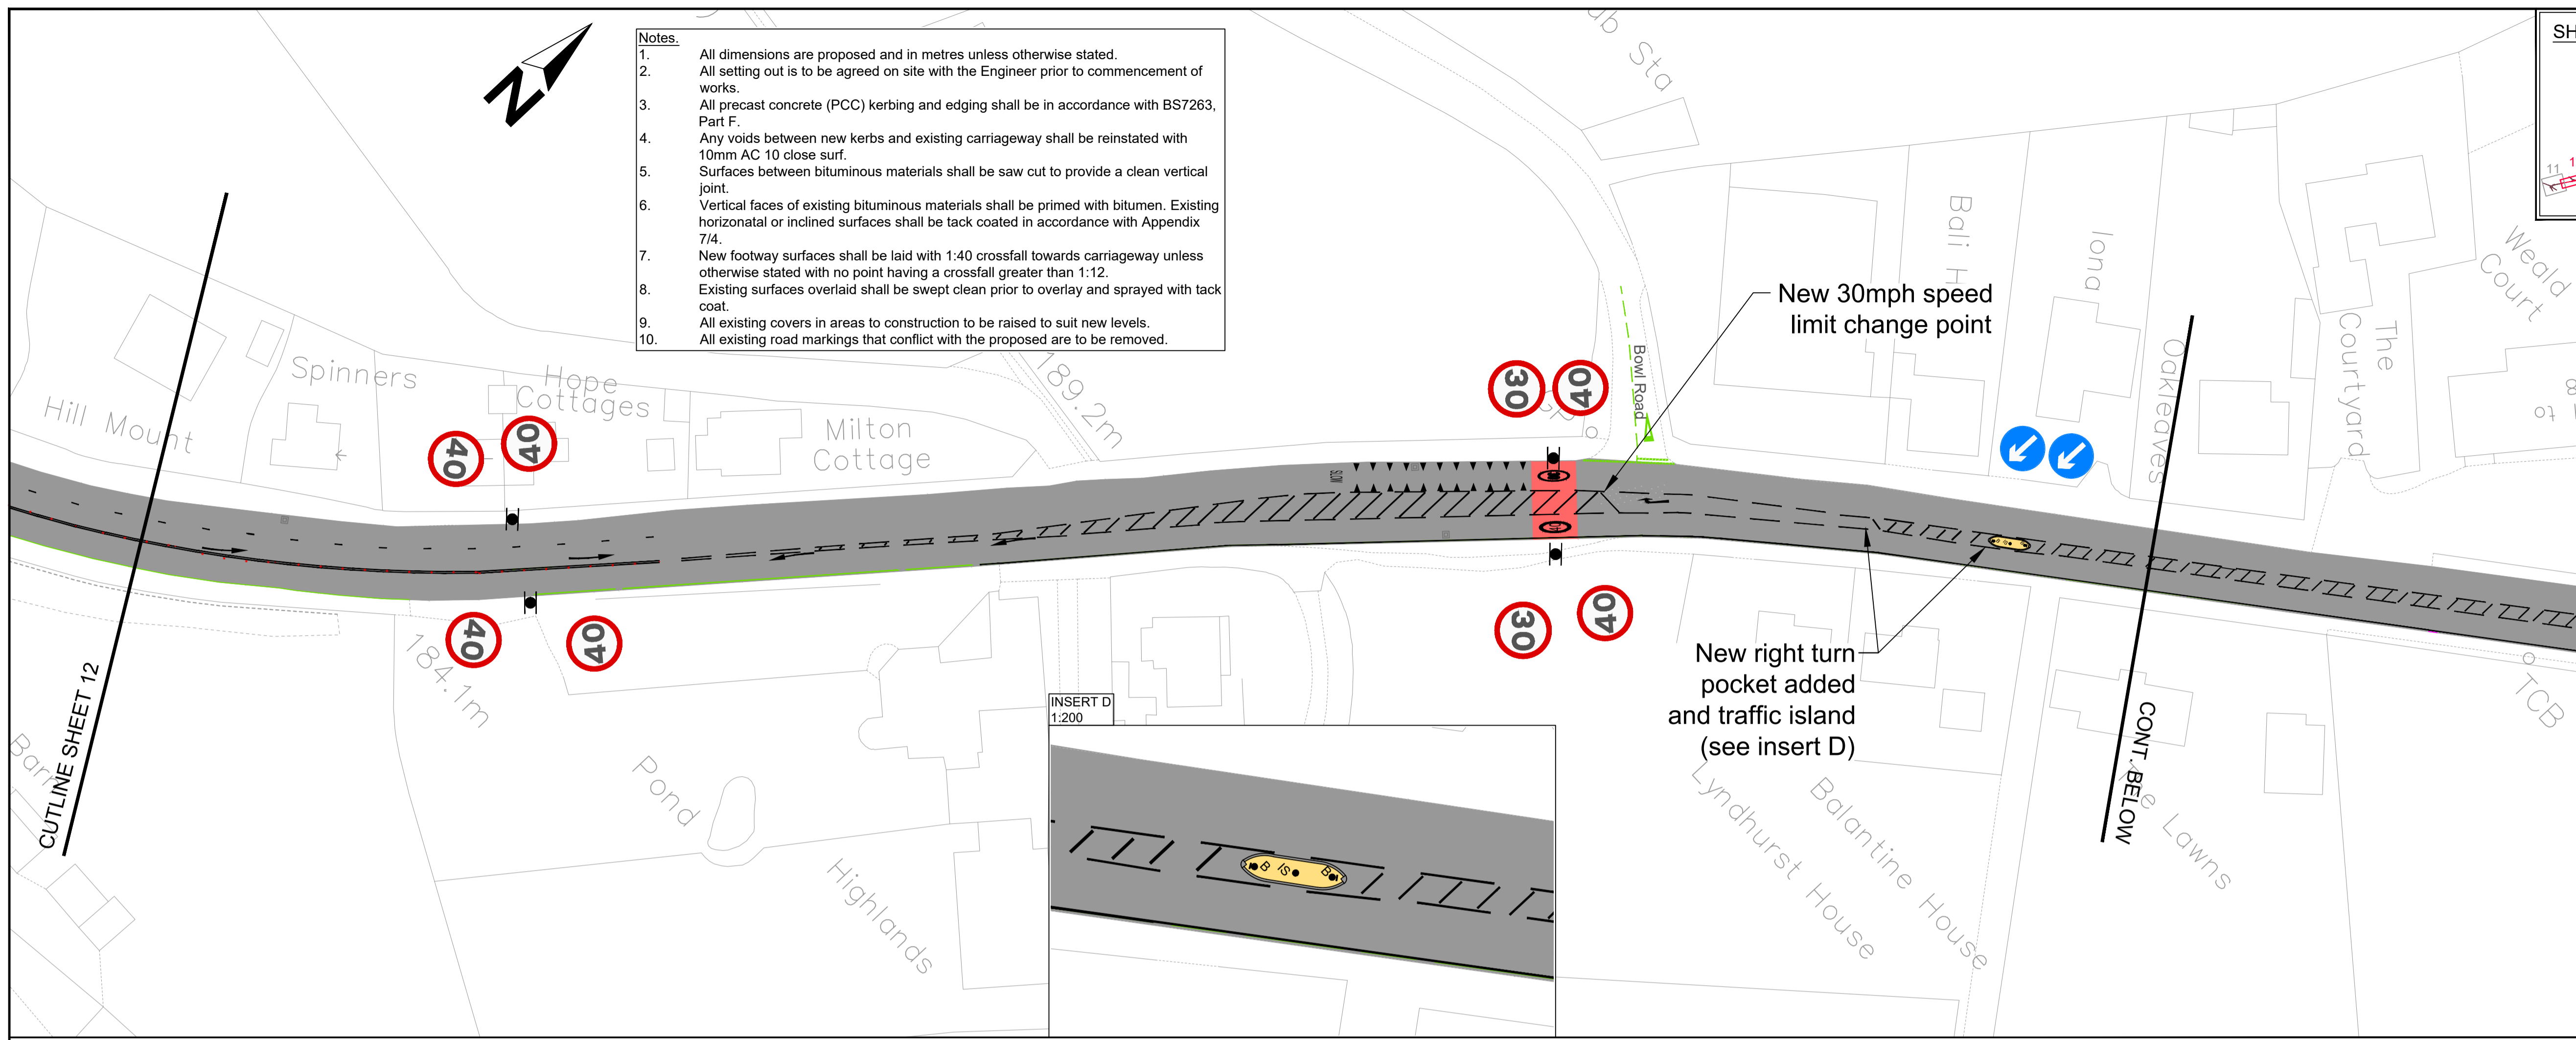 Notes.
1. All dimensions are proposed and in metres unless otherwise stated.
2. All setting out is to be agreed on site with the Engineer prior to commencement of
works.
3. All precast concrete (PCC) kerbing and edging shall be in accordance with BS7263,
Part F.
4. Any voids between new kerbs and existing carriageway shall be reinstated with
10mm AC 10 close surf.
5. Surfaces between bituminous materials shall be saw cut to provide a clean vertical
joint.
6. Vertical faces of existing bituminous materials shall be primed with bitumen. Existing
horizonatal or inclined surfaces shall be tack coated in accordance with Appendix
7/4.
7. New footway surfaces shall be laid with 1:40 crossfall towards carriageway unless
otherwise stated with no point having a crossfall greater than 1:12.
8. Existing surfaces overlaid shall be swept clean prior to overlay and sprayed with tack
coat.
9. All existing covers in areas to construction to be raised to suit new levels.
10. All existing road markings that conflict with the proposed are to be removed.
N
SH
11
1
ub Sta
Hill Mount
Spinners
Hope
Cottages
Milton
Cottage
189.2m
40
40
30
40
Bowl Road
New 30mph speed
limit change point
Bali H
Iona
Oakleaves
The
Courtyard
Weald
Court
8
to
SLOW
40
40
30
40
184.1m
CUTLINE SHEET 12
Barn
Pond
Highlands
INSERT D
1:200
B IS B
New right turn
pocket added
and traffic island
(see insert D)
Lyndhurst House
Balantine House
The Lawns
CONT. BELOW
TCB